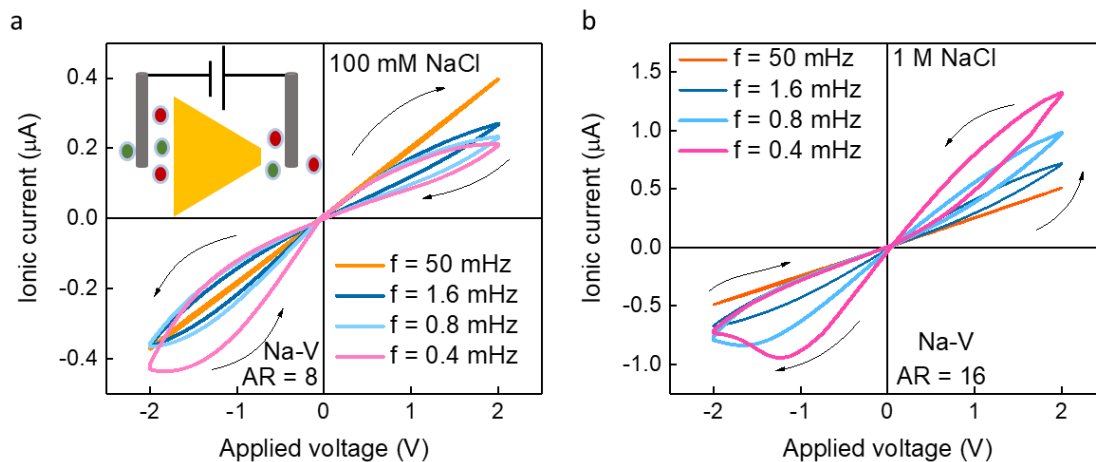 a
100 mM NaCl
0.4
0.2
0.0
-0.2
-0.4
Ionic current (µA)
f = 50 mHz
f = 1.6 mHz
f = 0.8 mHz
f = 0.4 mHz
Na-V
AR = 8
-2 -1 0 1 2
Applied voltage (V)
b
f = 50 mHz
f = 1.6 mHz
f = 0.8 mHz
f = 0.4 mHz
1 M NaCl
1.5
1.0
0.5
0.0
-0.5
-1.0
Ionic current (µA)
Na-V
AR = 16
-2 -1 0 1 2
Applied voltage (V)